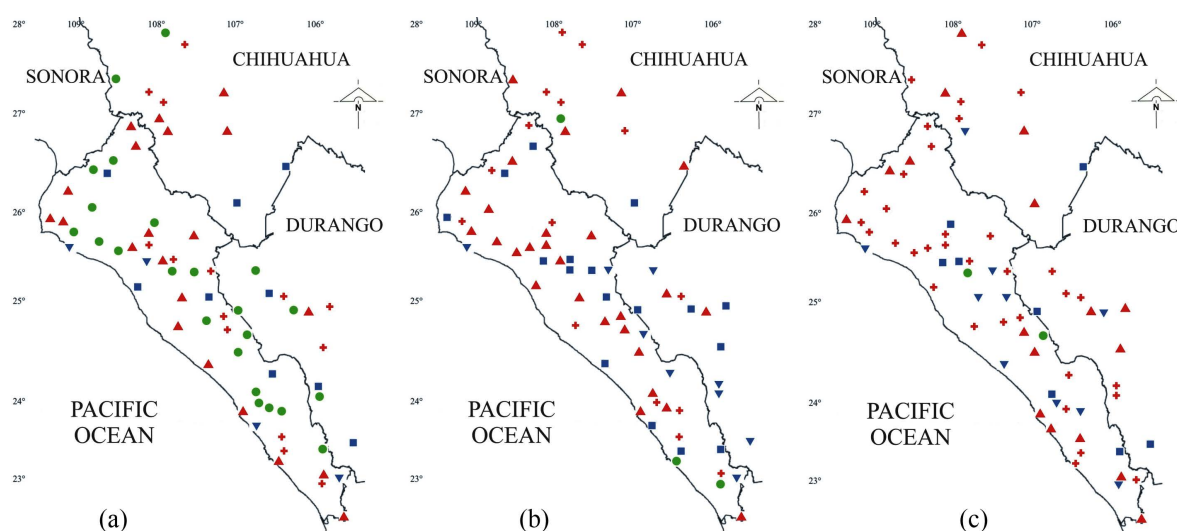 109° 108° 107° 106°
28°
CHIHUAHUA
SONORA
N
27°
26°
DURANGO
25°
24°
PACIFIC
OCEAN
23°
(a)
109° 108° 107° 106°
28°
CHIHUAHUA
SONORA
N
27°
26°
DURANGO
25°
24°
PACIFIC
OCEAN
23°
(b)
109° 108° 107° 106°
28°
CHIHUAHUA
SONORA
N
27°
26°
DURANGO
25°
24°
PACIFIC
OCEAN
23°
(c)